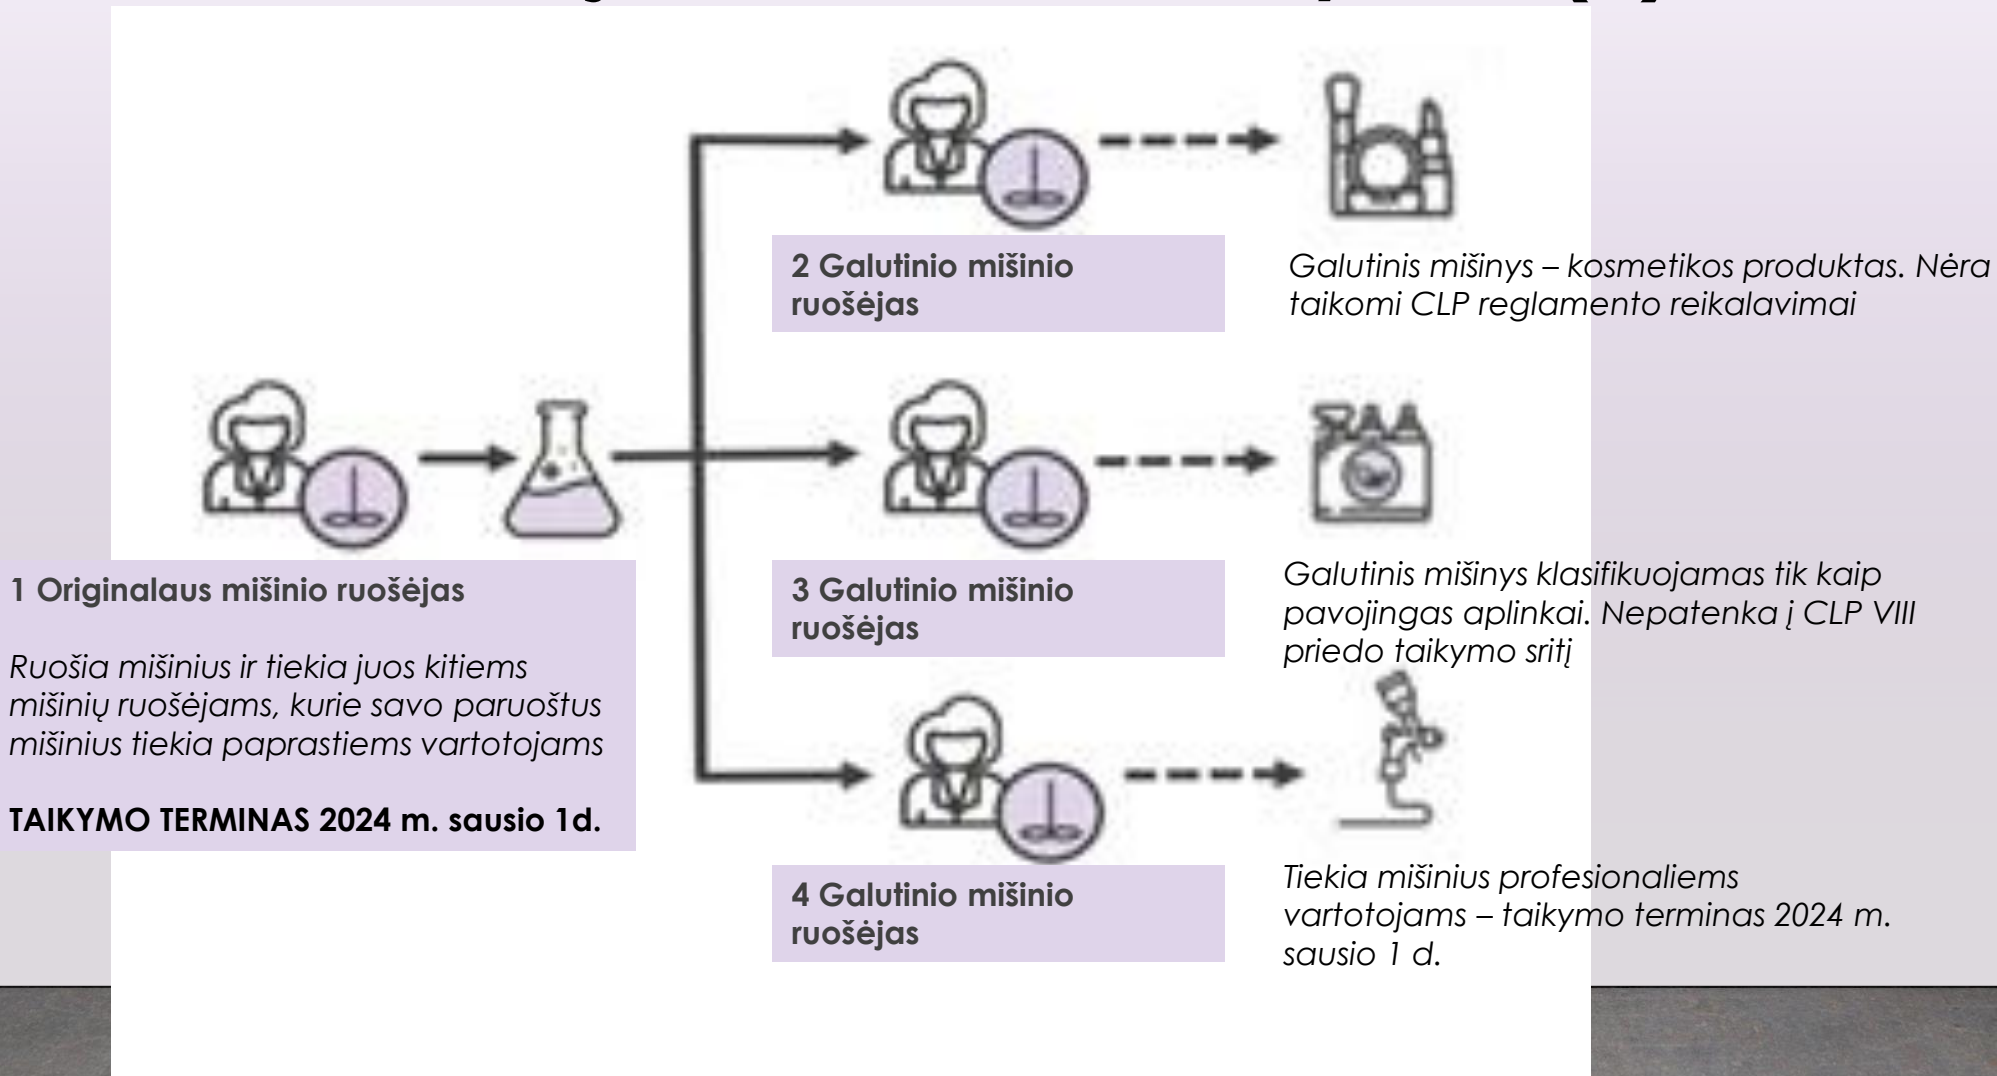 2 Galutinio mišinio
ruošėjas
Galutinis mišinys – kosmetikos produktas. Nėra
taikomi CLP reglamento reikalavimai
1 Originalaus mišinio ruošėjas
Ruošia mišinius ir tiekia juos kitiems
mišinių ruošėjams, kurie savo paruoštus
mišinius tiekia paprastiems vartotojams
TAIKYMO TERMINAS 2024 m. sausio 1d.
3 Galutinio mišinio
ruošėjas
Galutinis mišinys klasifikuojamas tik kaip
pavojingas aplinkai. Nepatenka į CLP VIII
priedo taikymo sritį
4 Galutinio mišinio
ruošėjas
Tiekia mišinius profesionaliems
vartotojams – taikymo terminas 2024 m.
sausio 1 d.